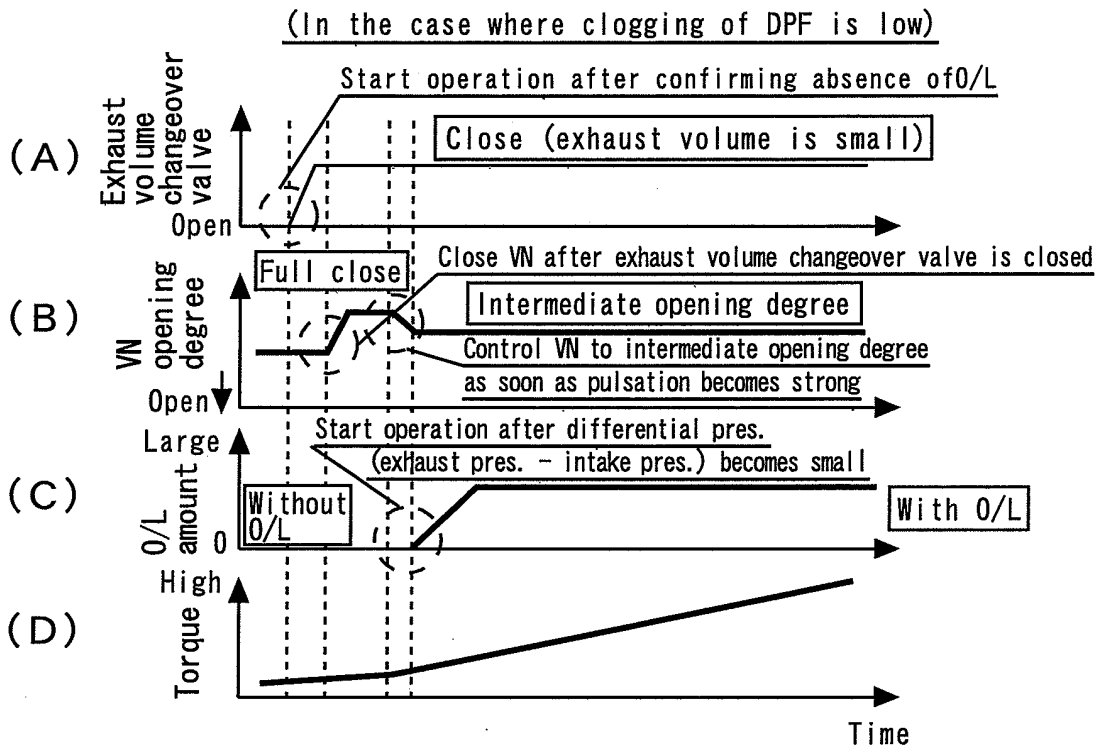 (In the case where clogging of DPF is low)
Start operation after confirming absence ofO/L
(A)
Exhaust
volume
changeover
valve
Close (exhaust volume is small)
Open
Full close
Close VN after exhaust volume changeover valve is closed
(B)
VN
opening
degree
Intermediate opening degree
Control VN to intermediate opening degree
as soon as pulsation becomes strong
Open
Large
Start operation after differential pres.
(exhaust pres. - intake pres.) becomes small
(C)
O/L
amount
Without
O/L
With O/L
0
High
(D)
Torque
Time